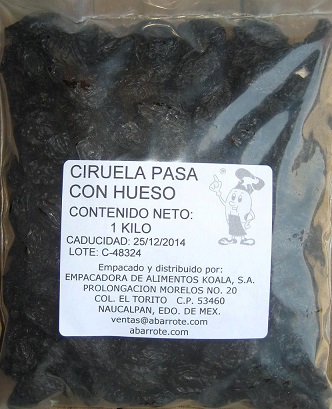 CIRUELA PASA
CON HUESO
CONTENIDO NETO:
1 KILO
CADUCIDAD: 25/12/2014
LOTE: C-48324
Empacado y distribuido por:
EMPACADORA DE ALIMENTOS KOALA, S.A.
PROLONGACION MORELOS NO. 20
COL. EL TORITO C.P. 53460
NAUCALPAN, EDO. DE MEX.
ventas@abarrote.com
abarrote.com